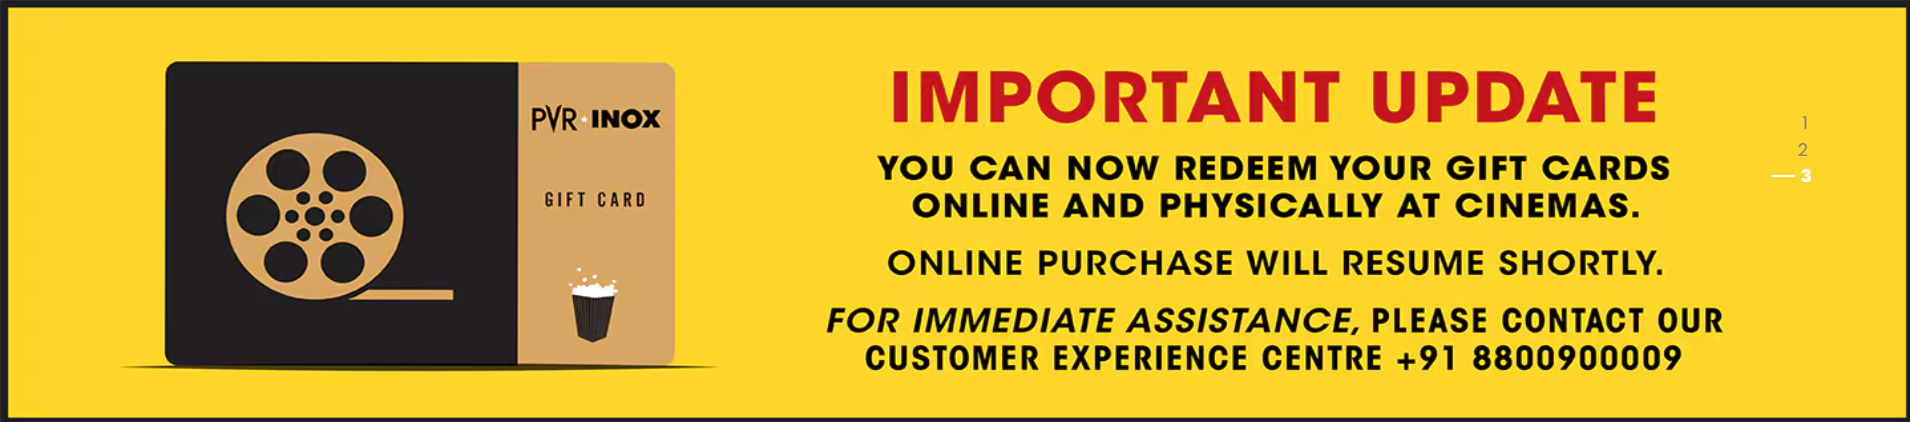 PVR INOX
GIFT CARD
IMPORTANT UPDATE
YOU CAN NOW REDEEM YOUR GIFT CARDS
ONLINE AND PHYSICALLY AT CINEMAS.
ONLINE PURCHASE WILL RESUME SHORTLY.
FOR IMMEDIATE ASSISTANCE, PLEASE CONTACT OUR
CUSTOMER EXPERIENCE CENTRE +91 8800900009
1
2
3